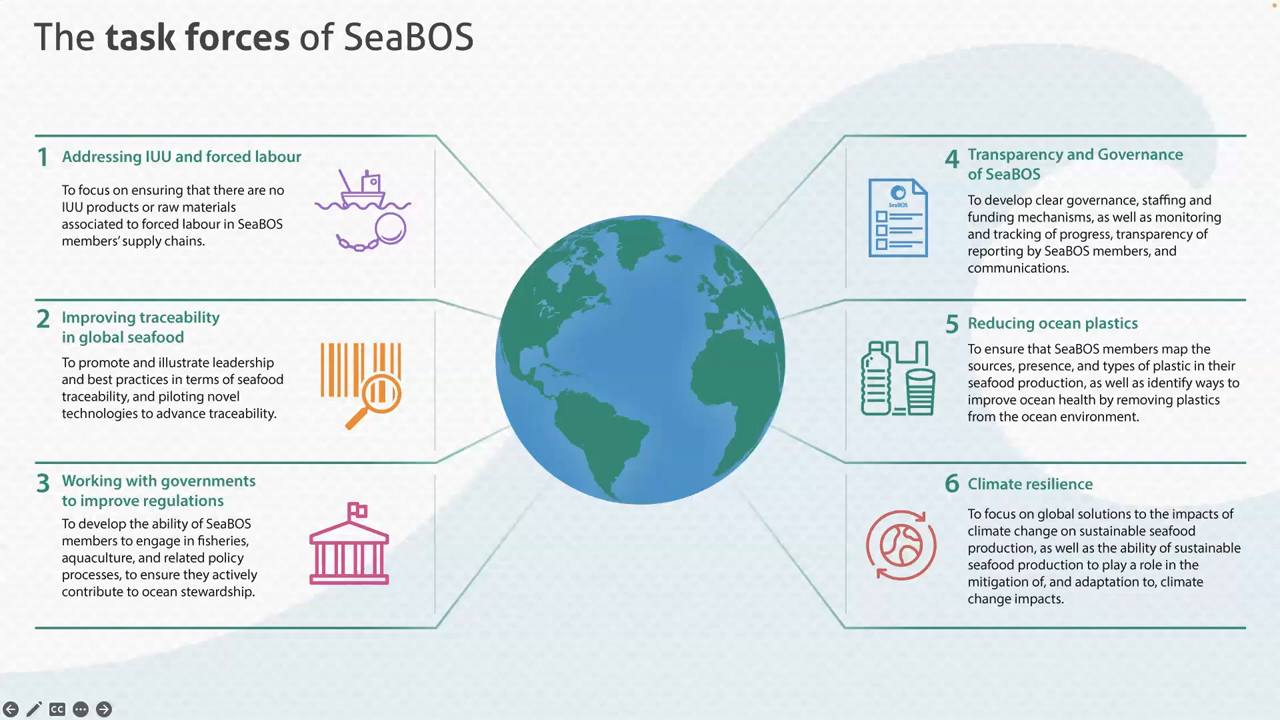 The task forces of SeaBOS
1 Addressing IUU and forced labour
To focus on ensuring that there are no
IUU products or raw materials
associated to forced labour in SeaBOS
members' supply chains.
2 Improving traceability
in global seafood
To promote and illustrate leadership
and best practices in terms of seafood
traceability, and piloting novel
technologies to advance traceability.
3 Working with governments
to improve regulations
To develop the ability of SeaBOS
members to engage in fisheries,
aquaculture, and related policy
processes, to ensure they actively
contribute to ocean stewardship.
4 Transparency and Governance
of SeaBOS
SeaBOS
To develop clear governance, staffing and
funding mechanisms, as well as monitoring
and tracking of progress, transparency of
reporting by SeaBOS members, and
communications.
5 Reducing ocean plastics
To ensure that SeaBOS members map the
sources, presence, and types of plastic in their
seafood production, as well as identify ways to
improve ocean health by removing plastics
from the ocean environment.
6 Climate resilience
To focus on global solutions to the impacts of
climate change on sustainable seafood
production, as well as the ability of sustainable
seafood production to play a role in the
mitigation of, and adaptation to, climate
change impacts.
CC